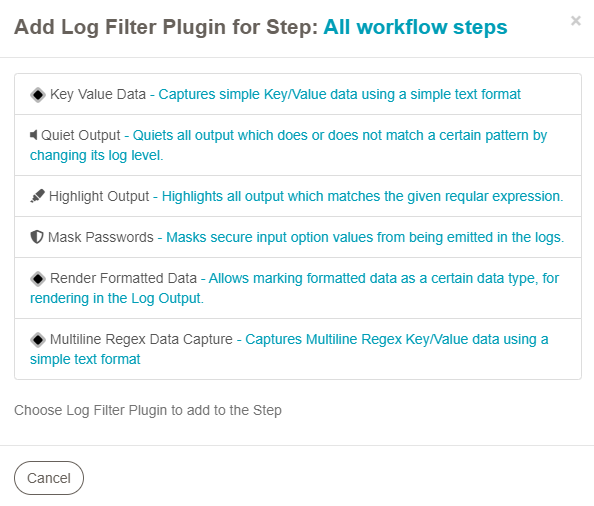 Add Log Filter Plugin for Step: All workflow steps
×
Key Value Data - Captures simple Key/Value data using a simple text format
Quiet Output - Quiets all output which does or does not match a certain pattern by
changing its log level.
Highlight Output - Highlights all output which matches the given reqular expression.
Mask Passwords - Masks secure input option values from being emitted in the logs.
Render Formatted Data - Allows marking formatted data as a certain data type, for
rendering in the Log Output.
Multiline Regex Data Capture - Captures Multiline Regex Key/Value data using a
simple text format
Choose Log Filter Plugin to add to the Step
Cancel